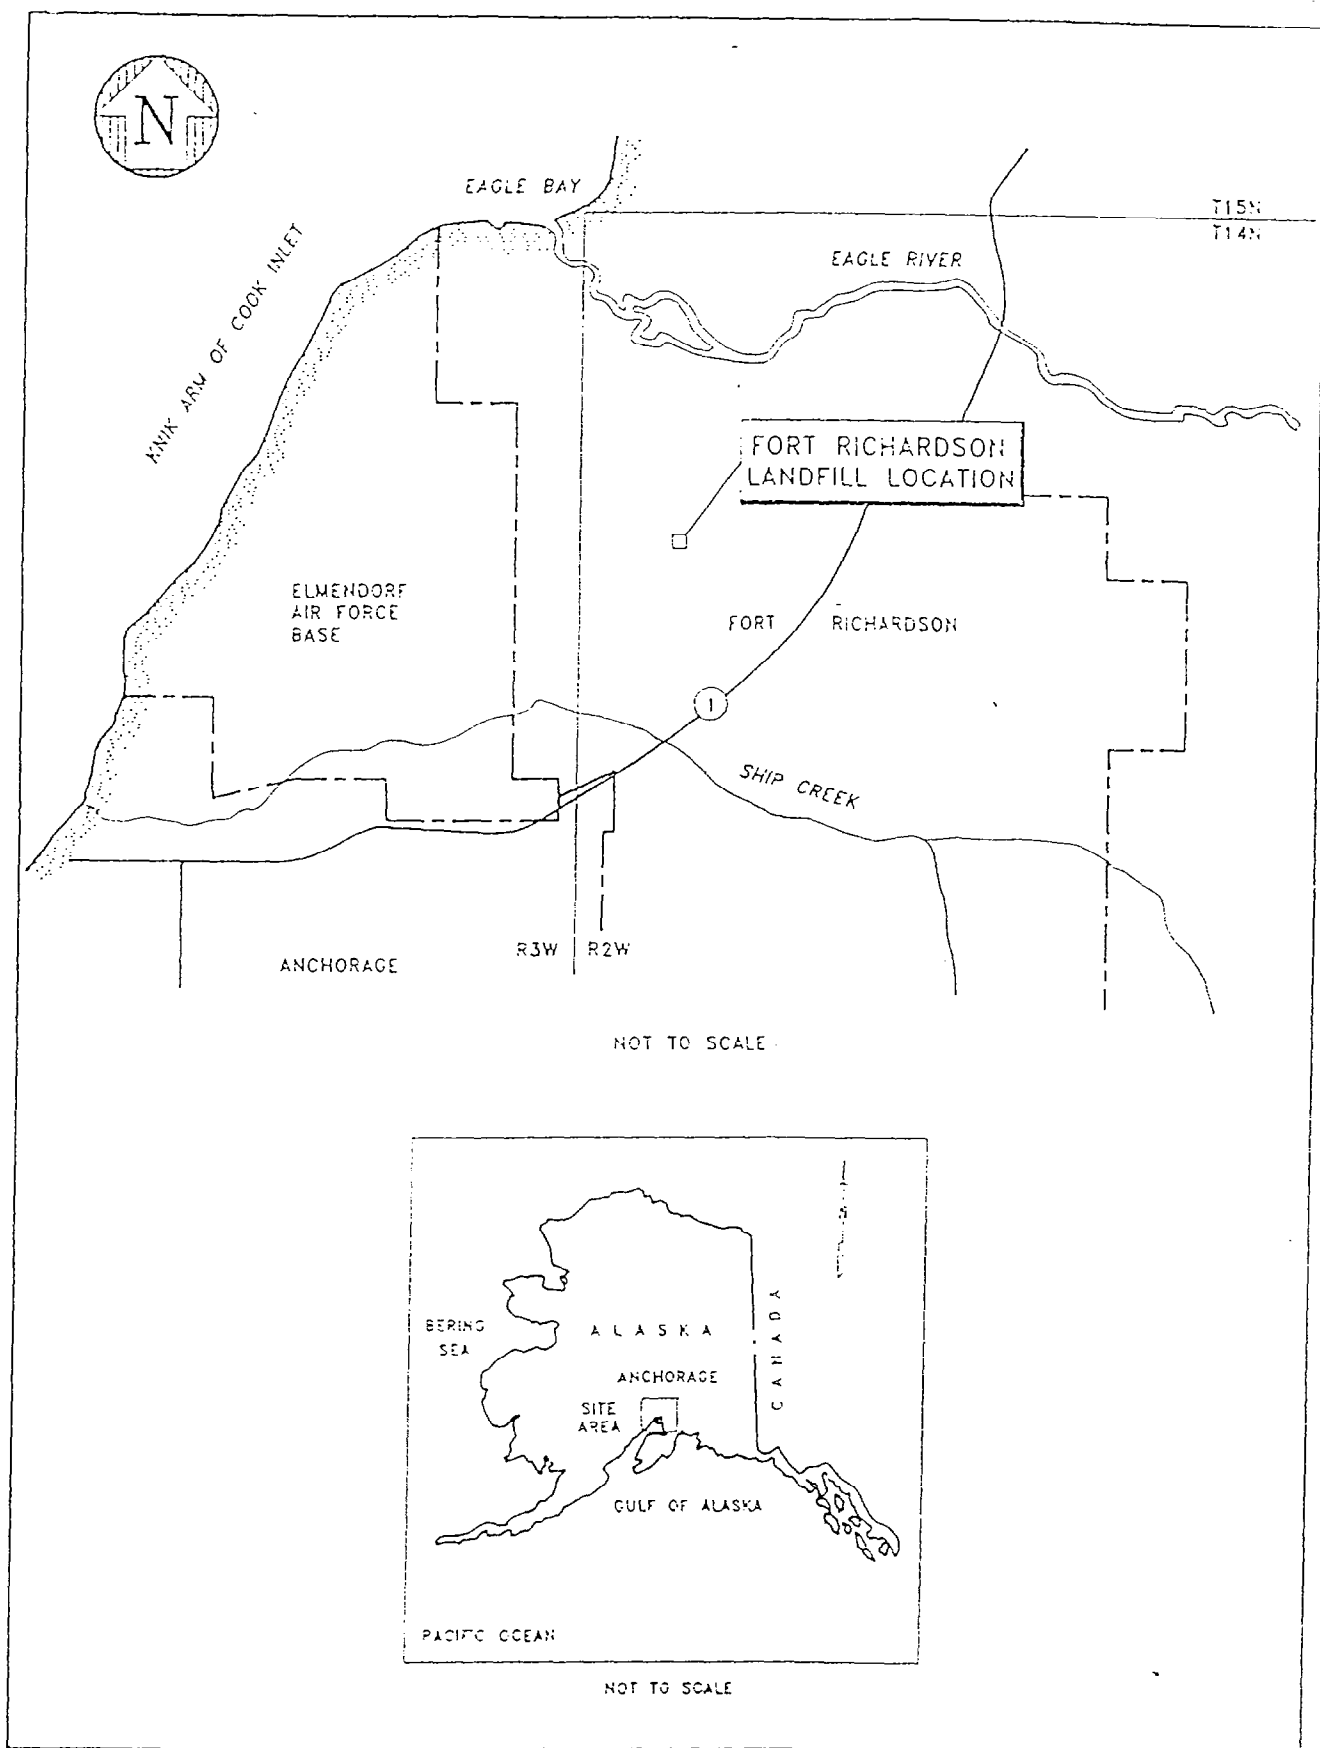 N
EAGLE BAY
T15N
T14N
EAGLE RIVER
KNIK ARM OF COOK INLET
FORT RICHARDSON
LANDFILL LOCATION
ELMENDORF
AIR FORCE
BASE
FORT RICHARDSON
1
SHIP CREEK
R3W R2W
ANCHORAGE
NOT TO SCALE
BERING
SEA
ALASKA
CANADA
ANCHORAGE
SITE
AREA
GULF OF ALASKA
PACIFIC OCEAN
NOT TO SCALE